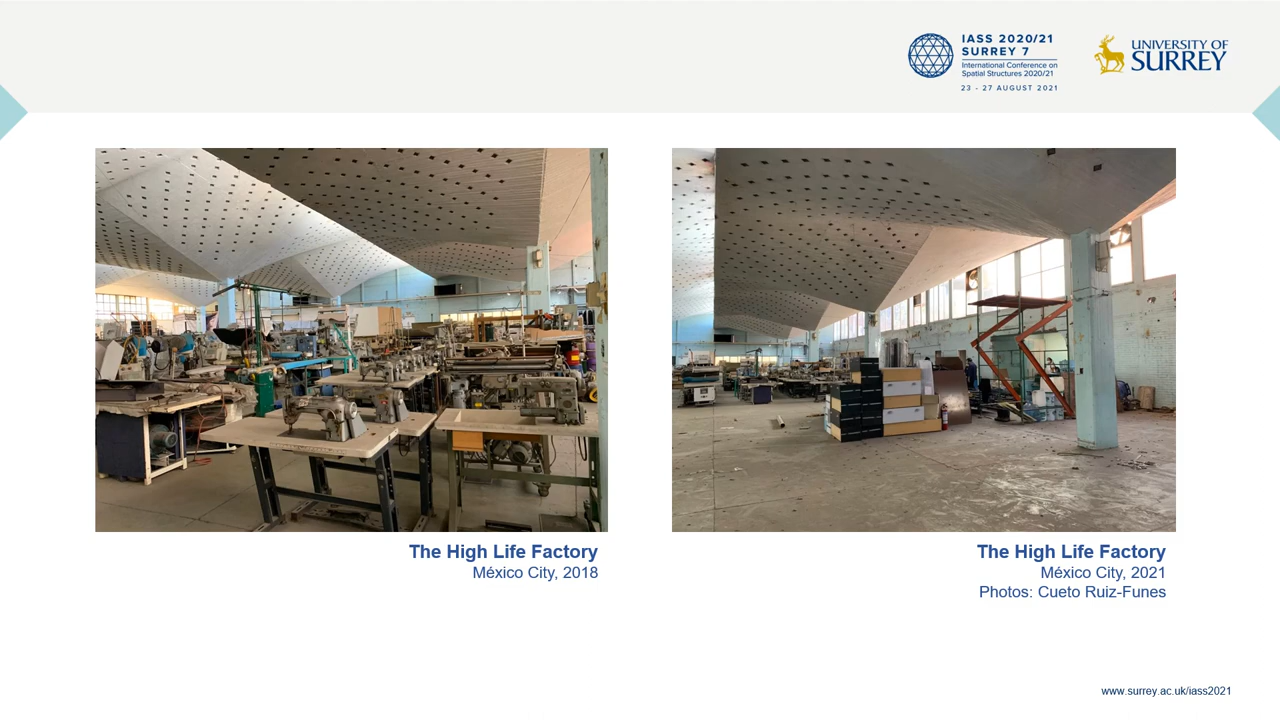 IASS 2020/21
SURREY 7
International Conference on
Spatial Structures 2020/21
23 - 27 AUGUST 2021
UNIVERSITY OF
SURREY
The High Life Factory
México City, 2018
The High Life Factory
México City, 2021
Photos: Cueto Ruiz-Funes
www.surrey.ac.uk/iass2021